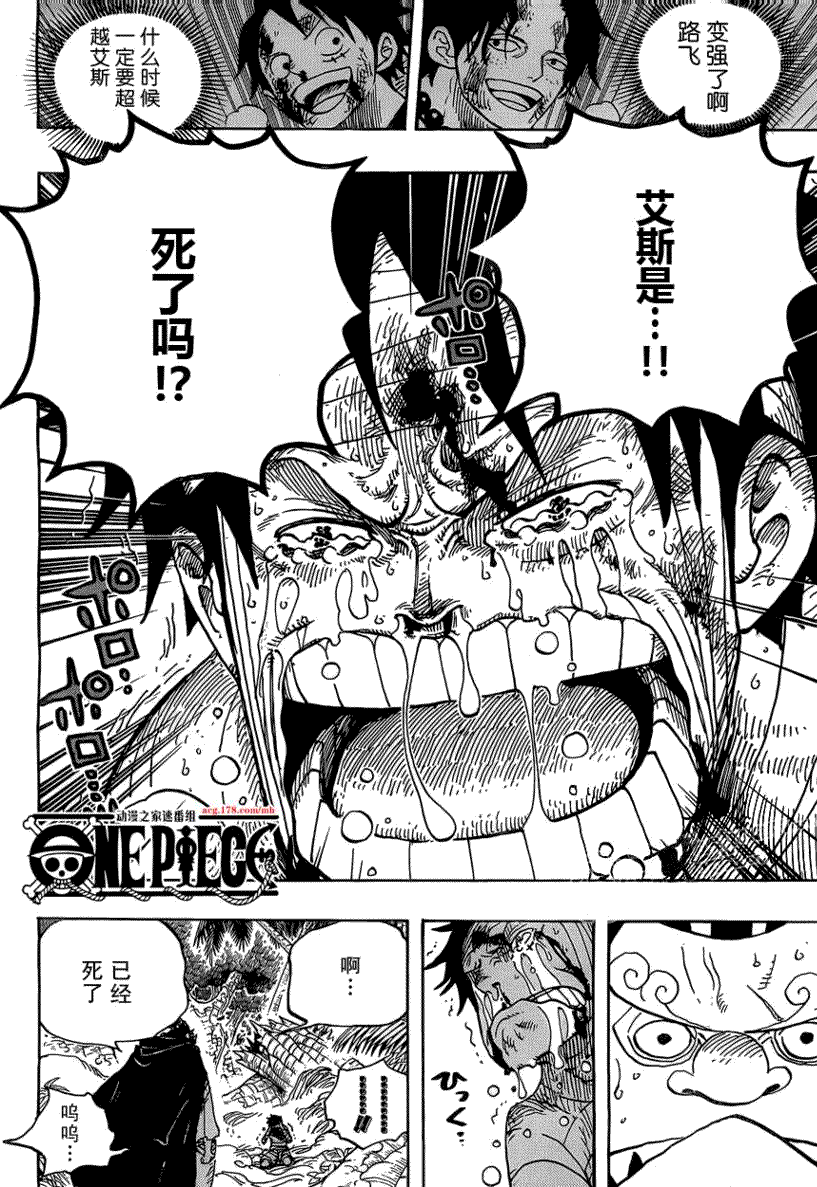 变强了啊
路飞
什么时候
一定要超
越艾斯
艾斯是…!!
死了吗!?
ポロ…
ポロポロ…
动漫之家速番组
acg.178.com/mh
ONE PIECE
ひっく…
啊…
已经
死了
呜呜…